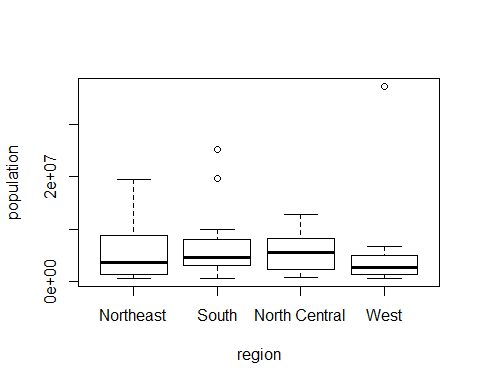 population
2e+07
0e+00
Northeast South North Central West
region